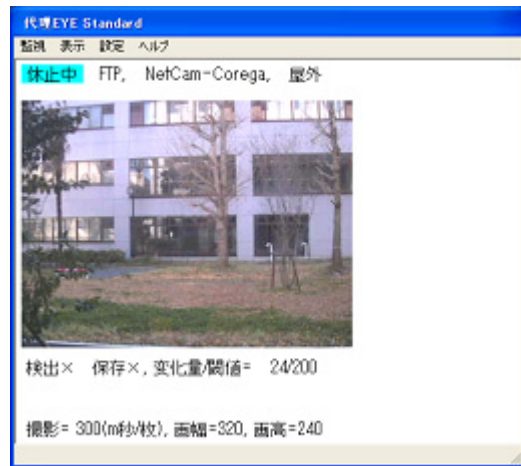 代理EYE Standard
監視 表示 設定 ヘルプ
休止中 FTP, NetCam-Corega, 屋外
検出× 保存×, 変化量/閾値= 24/200
撮影= 300(m秒/枚), 画幅=320, 画高=240